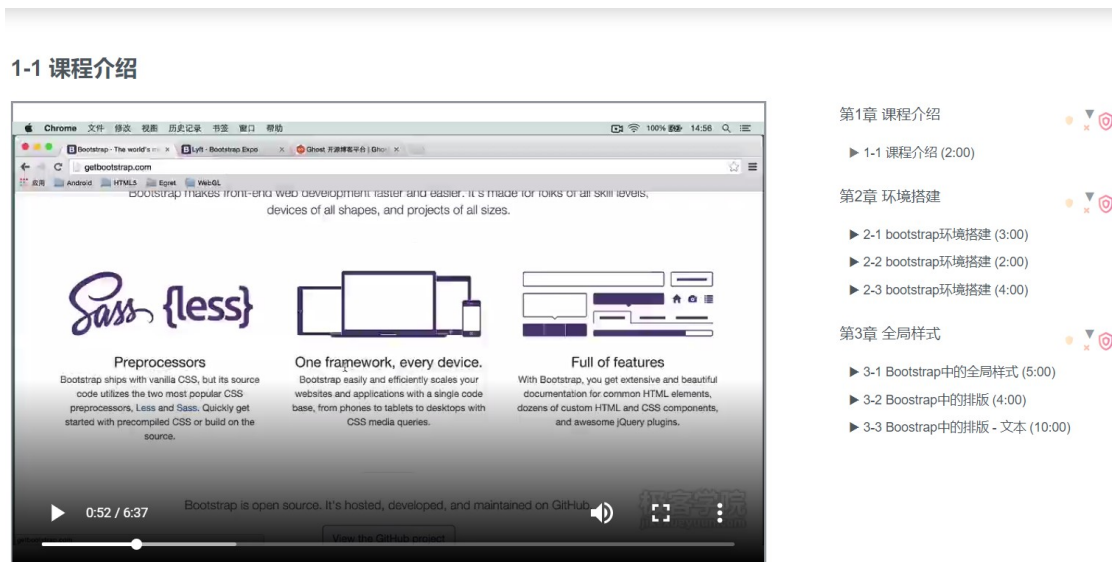 1-1 课程介绍
Chrome 文件 修改 视图 历史记录 书签 窗口 帮助 100% 14:56
Bootstrap - The world's m Lyft - Bootstrap Expo Ghost 开源博客平台 | Ghos
getbootstrap.com
应用 Android HTML5 Egret WebGL
Bootstrap makes front-end web development faster and easier. It's made for folks of all skill levels,
devices of all shapes, and projects of all sizes.
Sass {less}
Preprocessors
Bootstrap ships with vanilla CSS, but its source
code utilizes the two most popular CSS
preprocessors, Less and Sass. Quickly get
started with precompiled CSS or build on the
source.
One framework, every device.
Bootstrap easily and efficiently scales your
websites and applications with a single code
base, from phones to tablets to desktops with
CSS media queries.
Full of features
With Bootstrap, you get extensive and beautiful
documentation for common HTML elements,
dozens of custom HTML and CSS components,
and awesome jQuery plugins.
Bootstrap is open source. It's hosted, developed, and maintained on GitHub.
极客学院
View the GitHub project
0:52 / 6:37
第1章 课程介绍
1-1 课程介绍 (2:00)
第2章 环境搭建
2-1 bootstrap环境搭建 (3:00)
2-2 bootstrap环境搭建 (2:00)
2-3 bootstrap环境搭建 (4:00)
第3章 全局样式
3-1 Bootstrap中的全局样式 (5:00)
3-2 Boostrap中的排版 (4:00)
3-3 Boostrap中的排版 - 文本 (10:00)